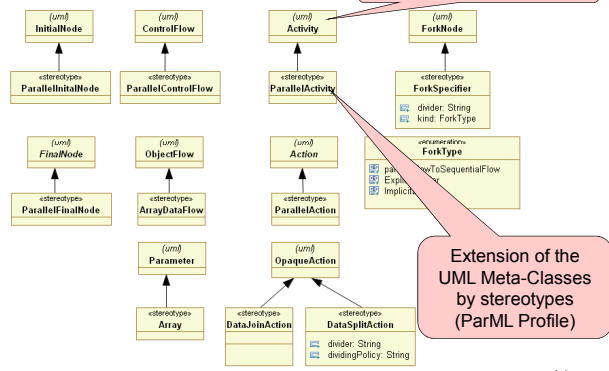 (uml)
InitialNode
(uml)
ControlFlow
(uml)
Activity
(uml)
ForkNode
«stereotype»
ParallelInitalNode
«stereotype»
ParallelControlFlow
«stereotype»
ParallelActivity
«stereotype»
ForkSpecifier
divider: String
kind: ForkType
(uml)
FinalNode
(uml)
ObjectFlow
(uml)
Action
«enumeration»
ForkType
ToSequentialFlow
«stereotype»
ParallelFinalNode
«stereotype»
ArrayDataFlow
«stereotype»
ParallelAction
(uml)
Parameter
(uml)
OpaqueAction
Extension of the
UML Meta-Classes
by stereotypes
(ParML Profile)
«stereotype»
Array
«stereotype»
DataJoinAction
«stereotype»
DataSplitAction
divider: String
dividingPolicy: String